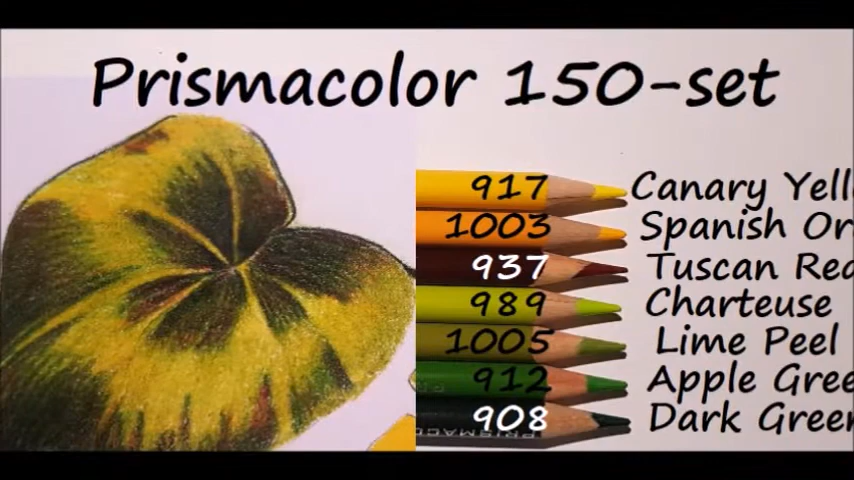 Prismacolor 150-set
917 Canary Yell
1003 Spanish Or
937 Tuscan Red
989 Charteuse
1005 Lime Peel
912 Apple Gree
908 Dark Green
PRISMAC